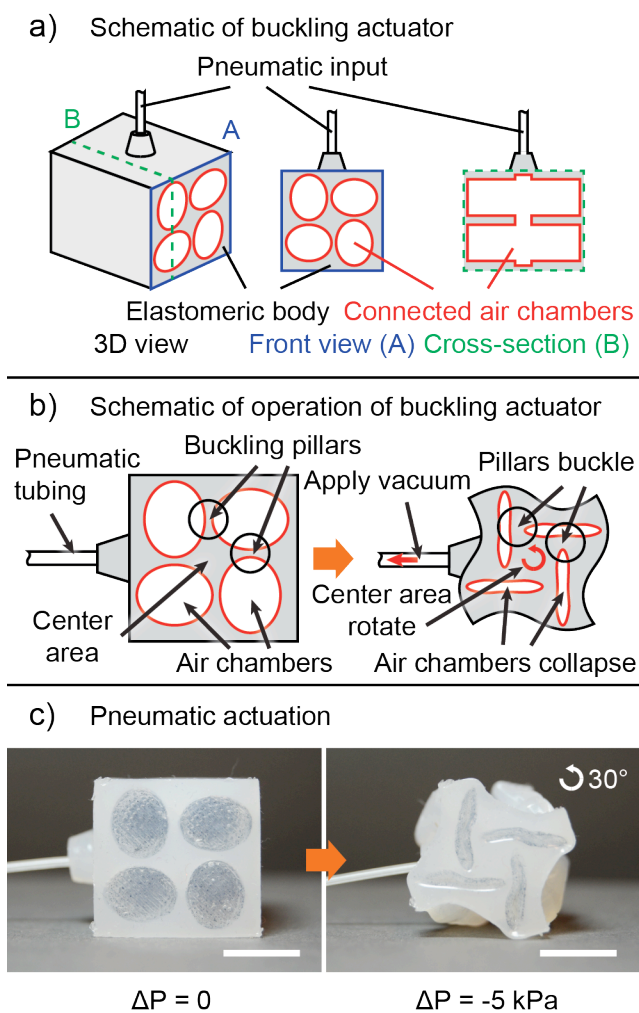 a) Schematic of buckling actuator
Pneumatic input
B
A
Elastomeric body Connected air chambers
3D view Front view (A) Cross-section (B)
b) Schematic of operation of buckling actuator
Buckling pillars
Pneumatic
tubing
Apply vacuum
Pillars buckle
Center
area
Air chambers
Center area
rotate
Air chambers collapse
c) Pneumatic actuation
30°
ΔP = 0
ΔP = -5 kPa